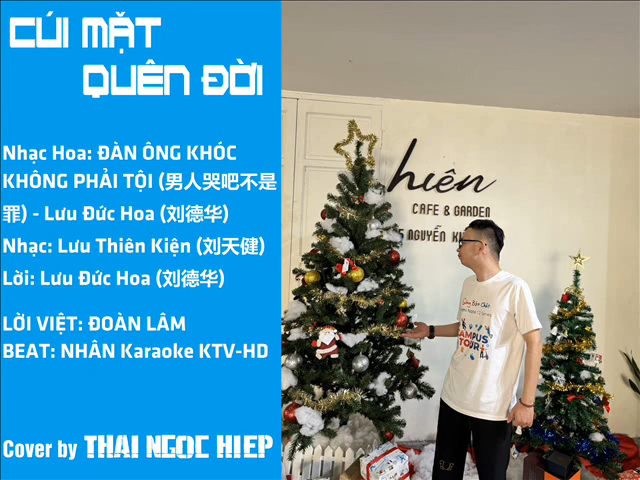 CÚI MẶT
QUÊN ĐỜI
Nhạc Hoa: ĐÀN ÔNG KHÓC
KHÔNG PHẢI TỘI (男人哭吧不是
罪) - Lưu Đức Hoa (刘德华)
Nhạc: Lưu Thiên Kiện (刘天健)
Lời: Lưu Đức Hoa (刘德华)
LỜI VIỆT: ĐOÀN LÂM
BEAT: NHÂN Karaoke KTV-HD
Cover by THAI NGỌC HIEP
hiên
CAFE & GARDEN
5 NGUYỄN
AMPUS
TOUR